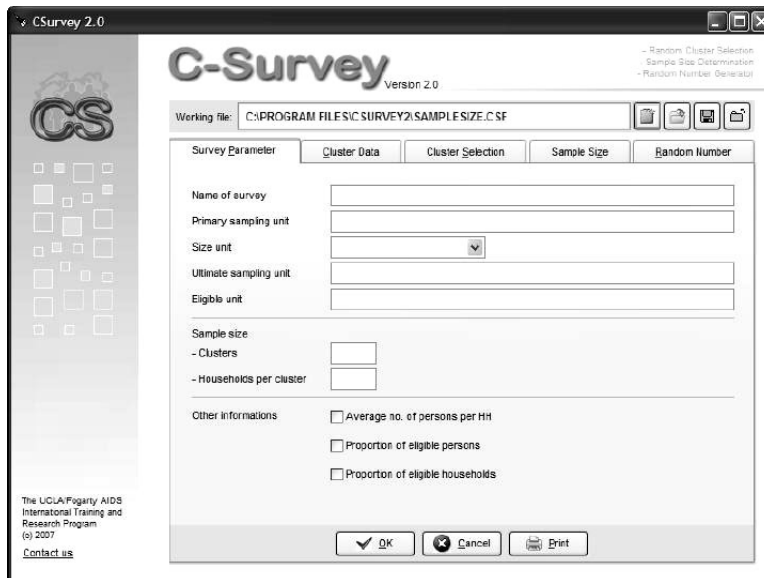 CSurvey 2.0
C-Survey
Version 2.0
- Random Cluster Selection
- Sample Size Determination
- Random Number Generator
CS
Working file: C:\PROGRAM FILES\CSURVEY2\SAMPLESIZE.CSF
Survey Parameter Cluster Data Cluster Selection Sample Size Random Number
Name of survey
Primary sampling unit
Size unit
Ultimate sampling unit
Eligible unit
Sample size
- Clusters
- Households per cluster
Other informations
Average no. of persons per HH
Proportion of eligible persons
Proportion of eligible households
The UCLA/Fogarty AIDS
International Training and
Research Program
(c) 2007
Contact us
OK Cancel Print